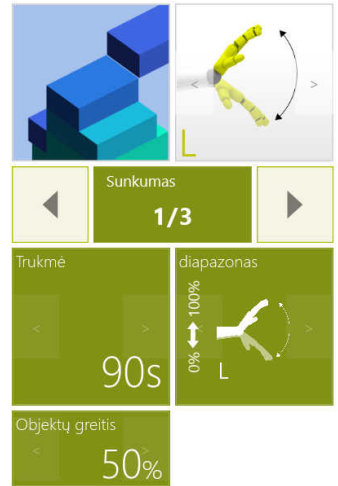 L
Sunkumas
1/3
Trukmė
90s
diapazonas
0% 100%
L
Objektų greitis
50%